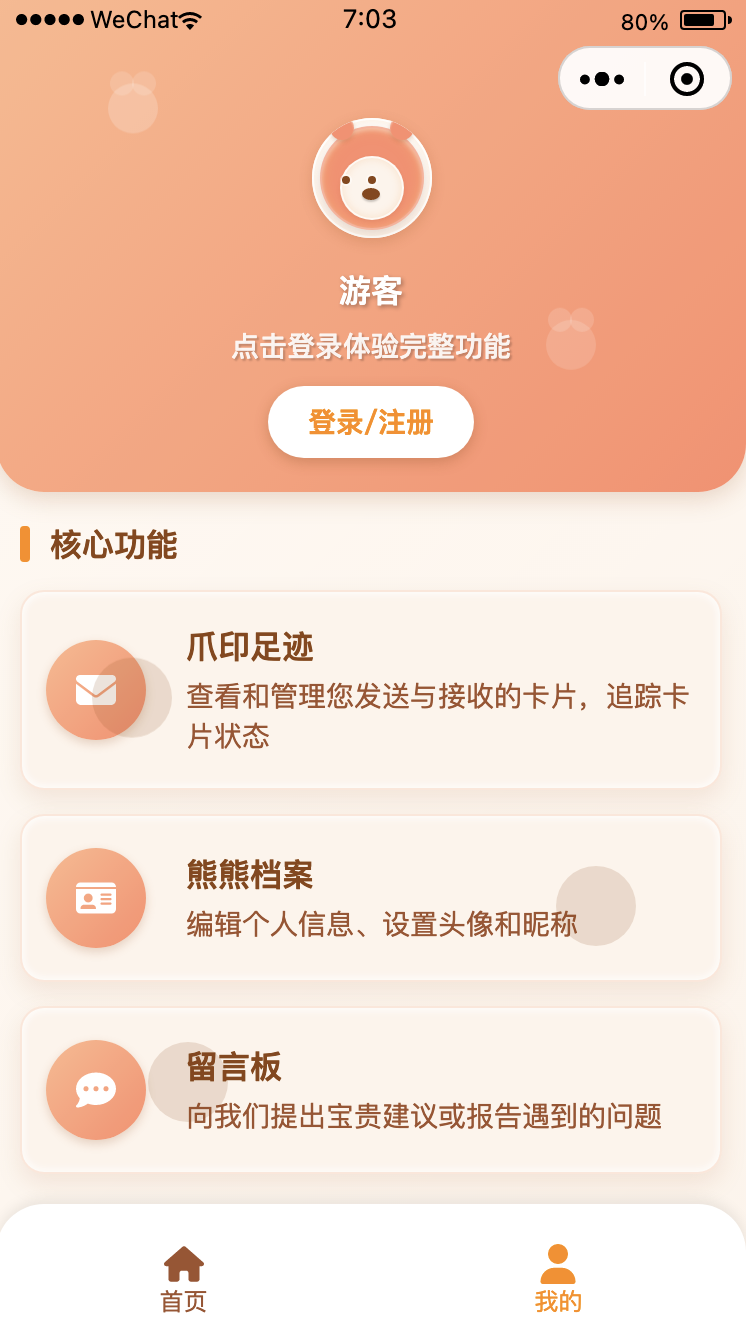 ●●●●● WeChat 7:03 80%
游客
点击登录体验完整功能
登录/注册
核心功能
爪印足迹
查看和管理您发送与接收的卡片，追踪卡
片状态
熊熊档案
编辑个人信息、设置头像和昵称
留言板
向我们提出宝贵建议或报告遇到的问题
首页 我的